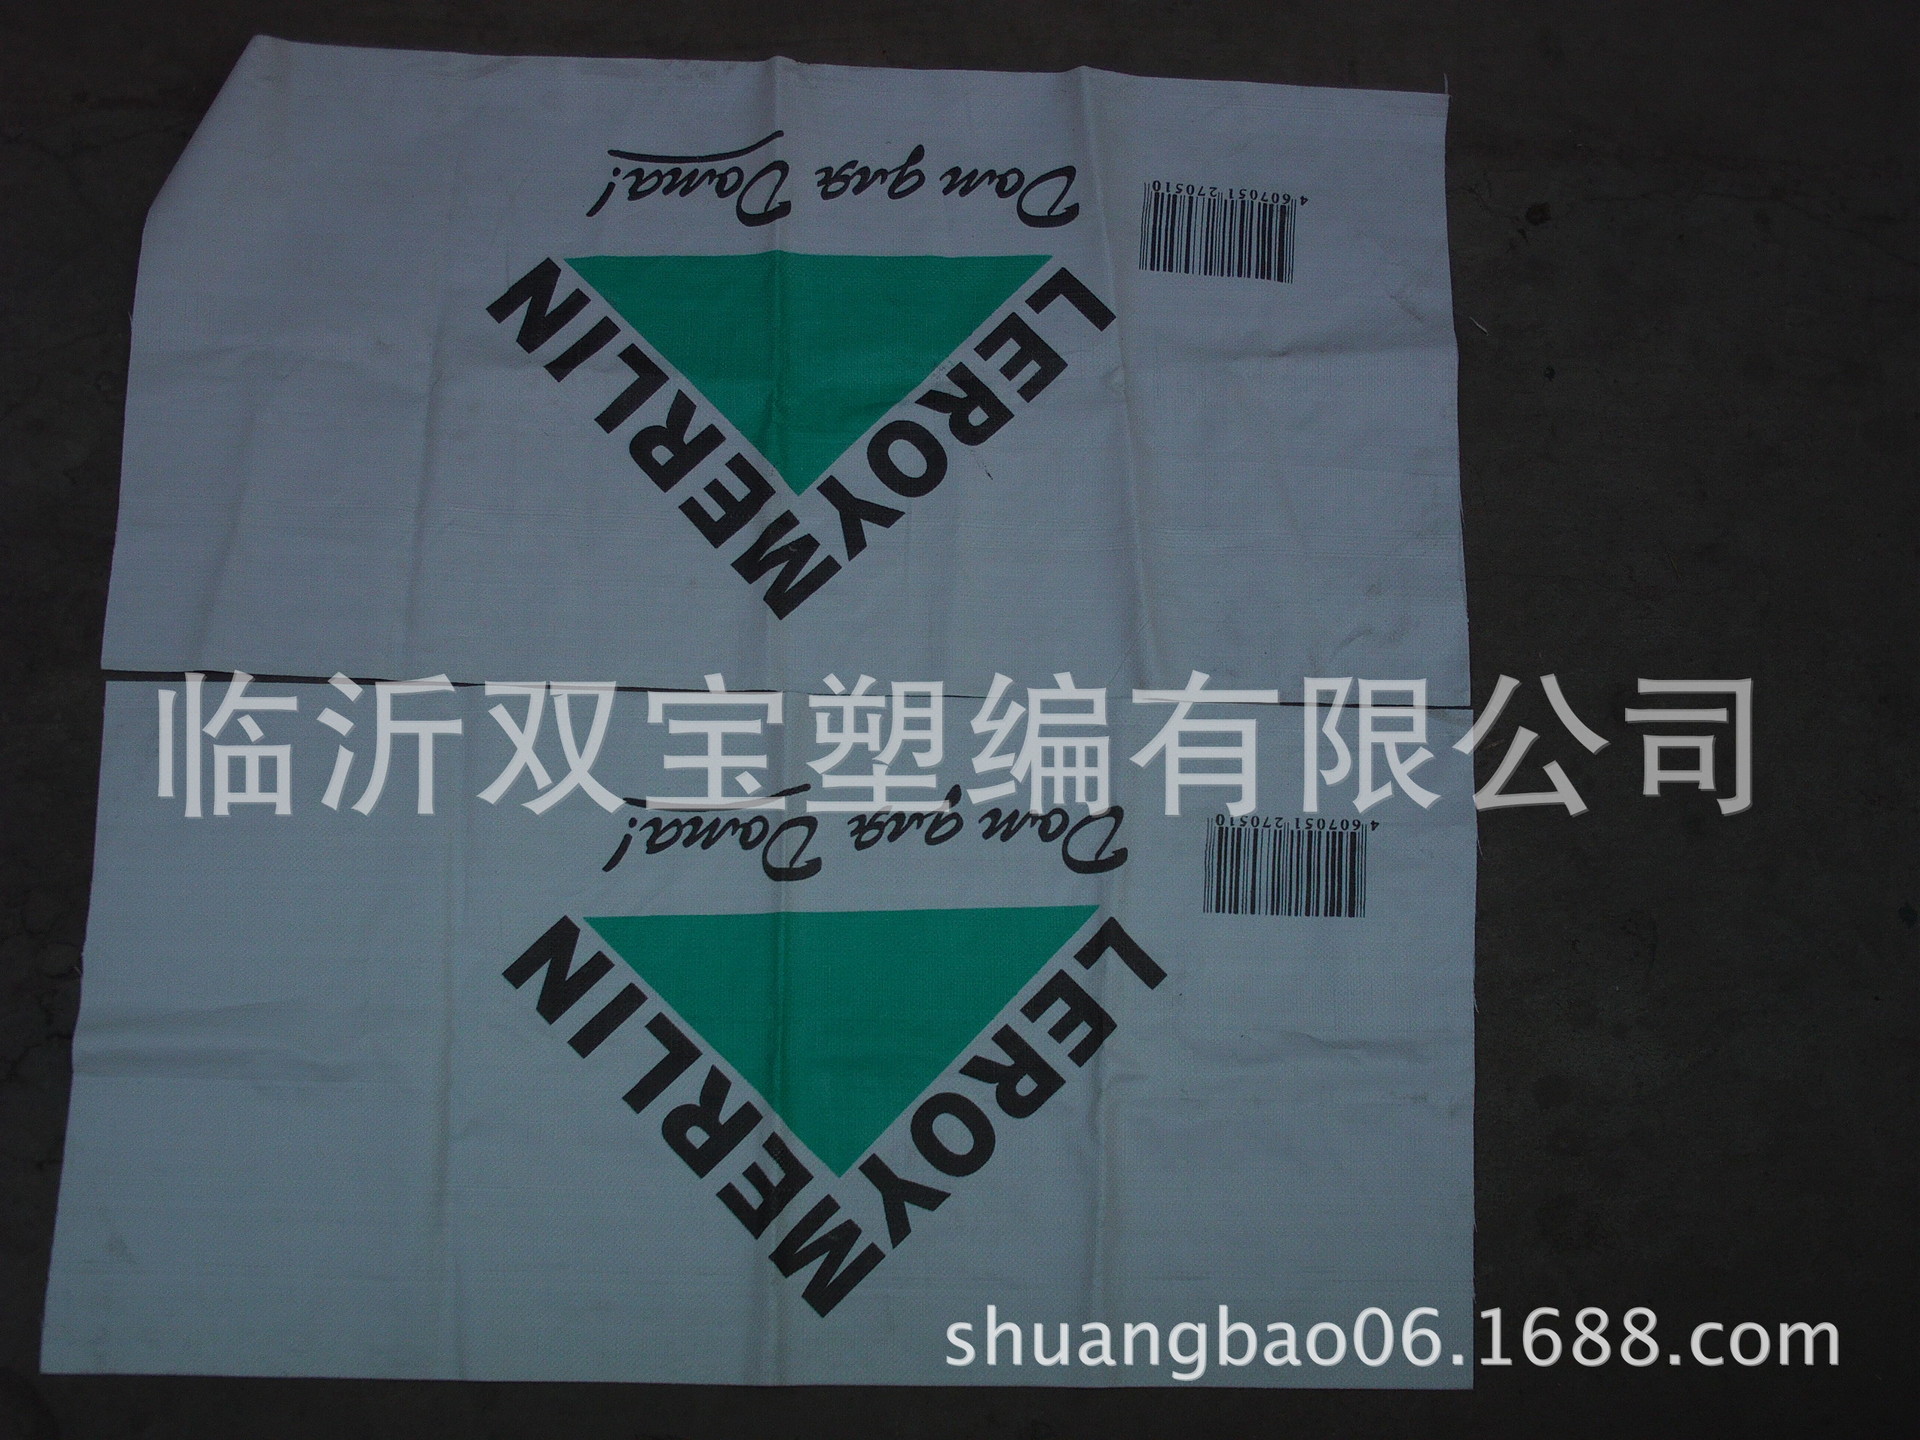 LEROY
MERLIN
Дом для Дома!
4 607051 270510
临沂双宝塑编有限公司
LEROY
MERLIN
Дом для Дома!
4 607051 270510
shuangbao06.1688.com